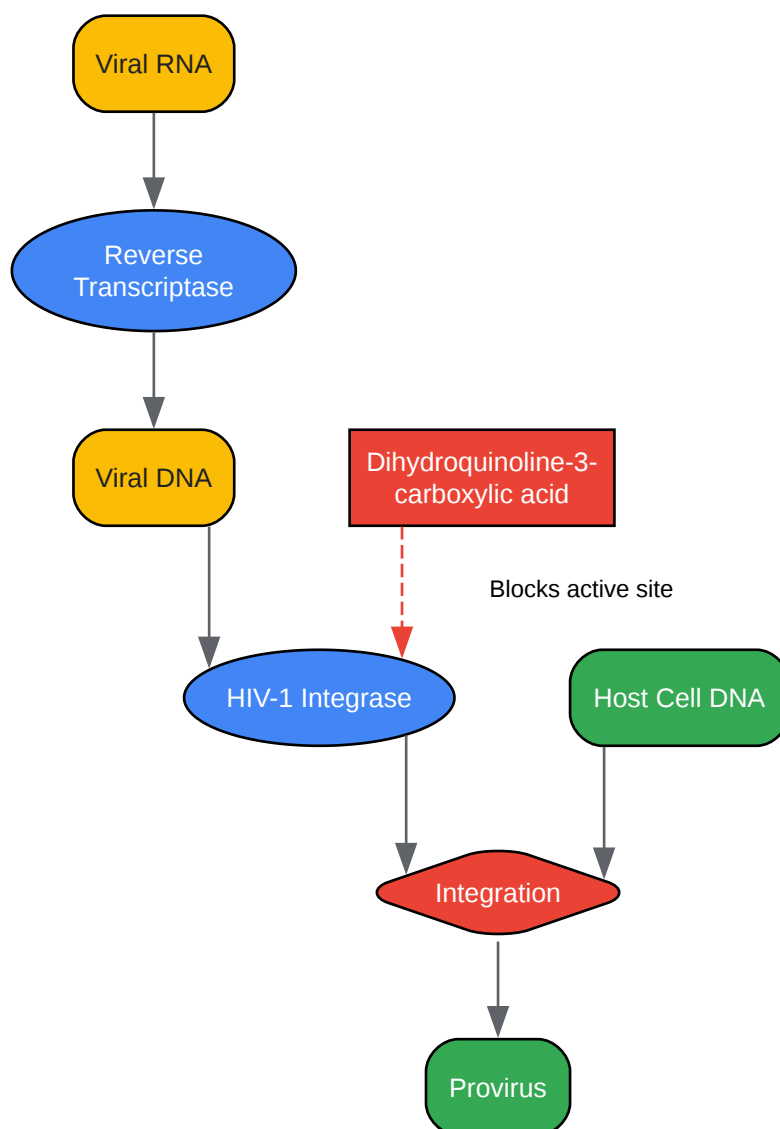 Viral RNA
Reverse
Transcriptase
Viral DNA
Dihydroquinoline-3-
carboxylic acid
Blocks active site
HIV-1 Integrase
Host Cell DNA
Integration
Provirus